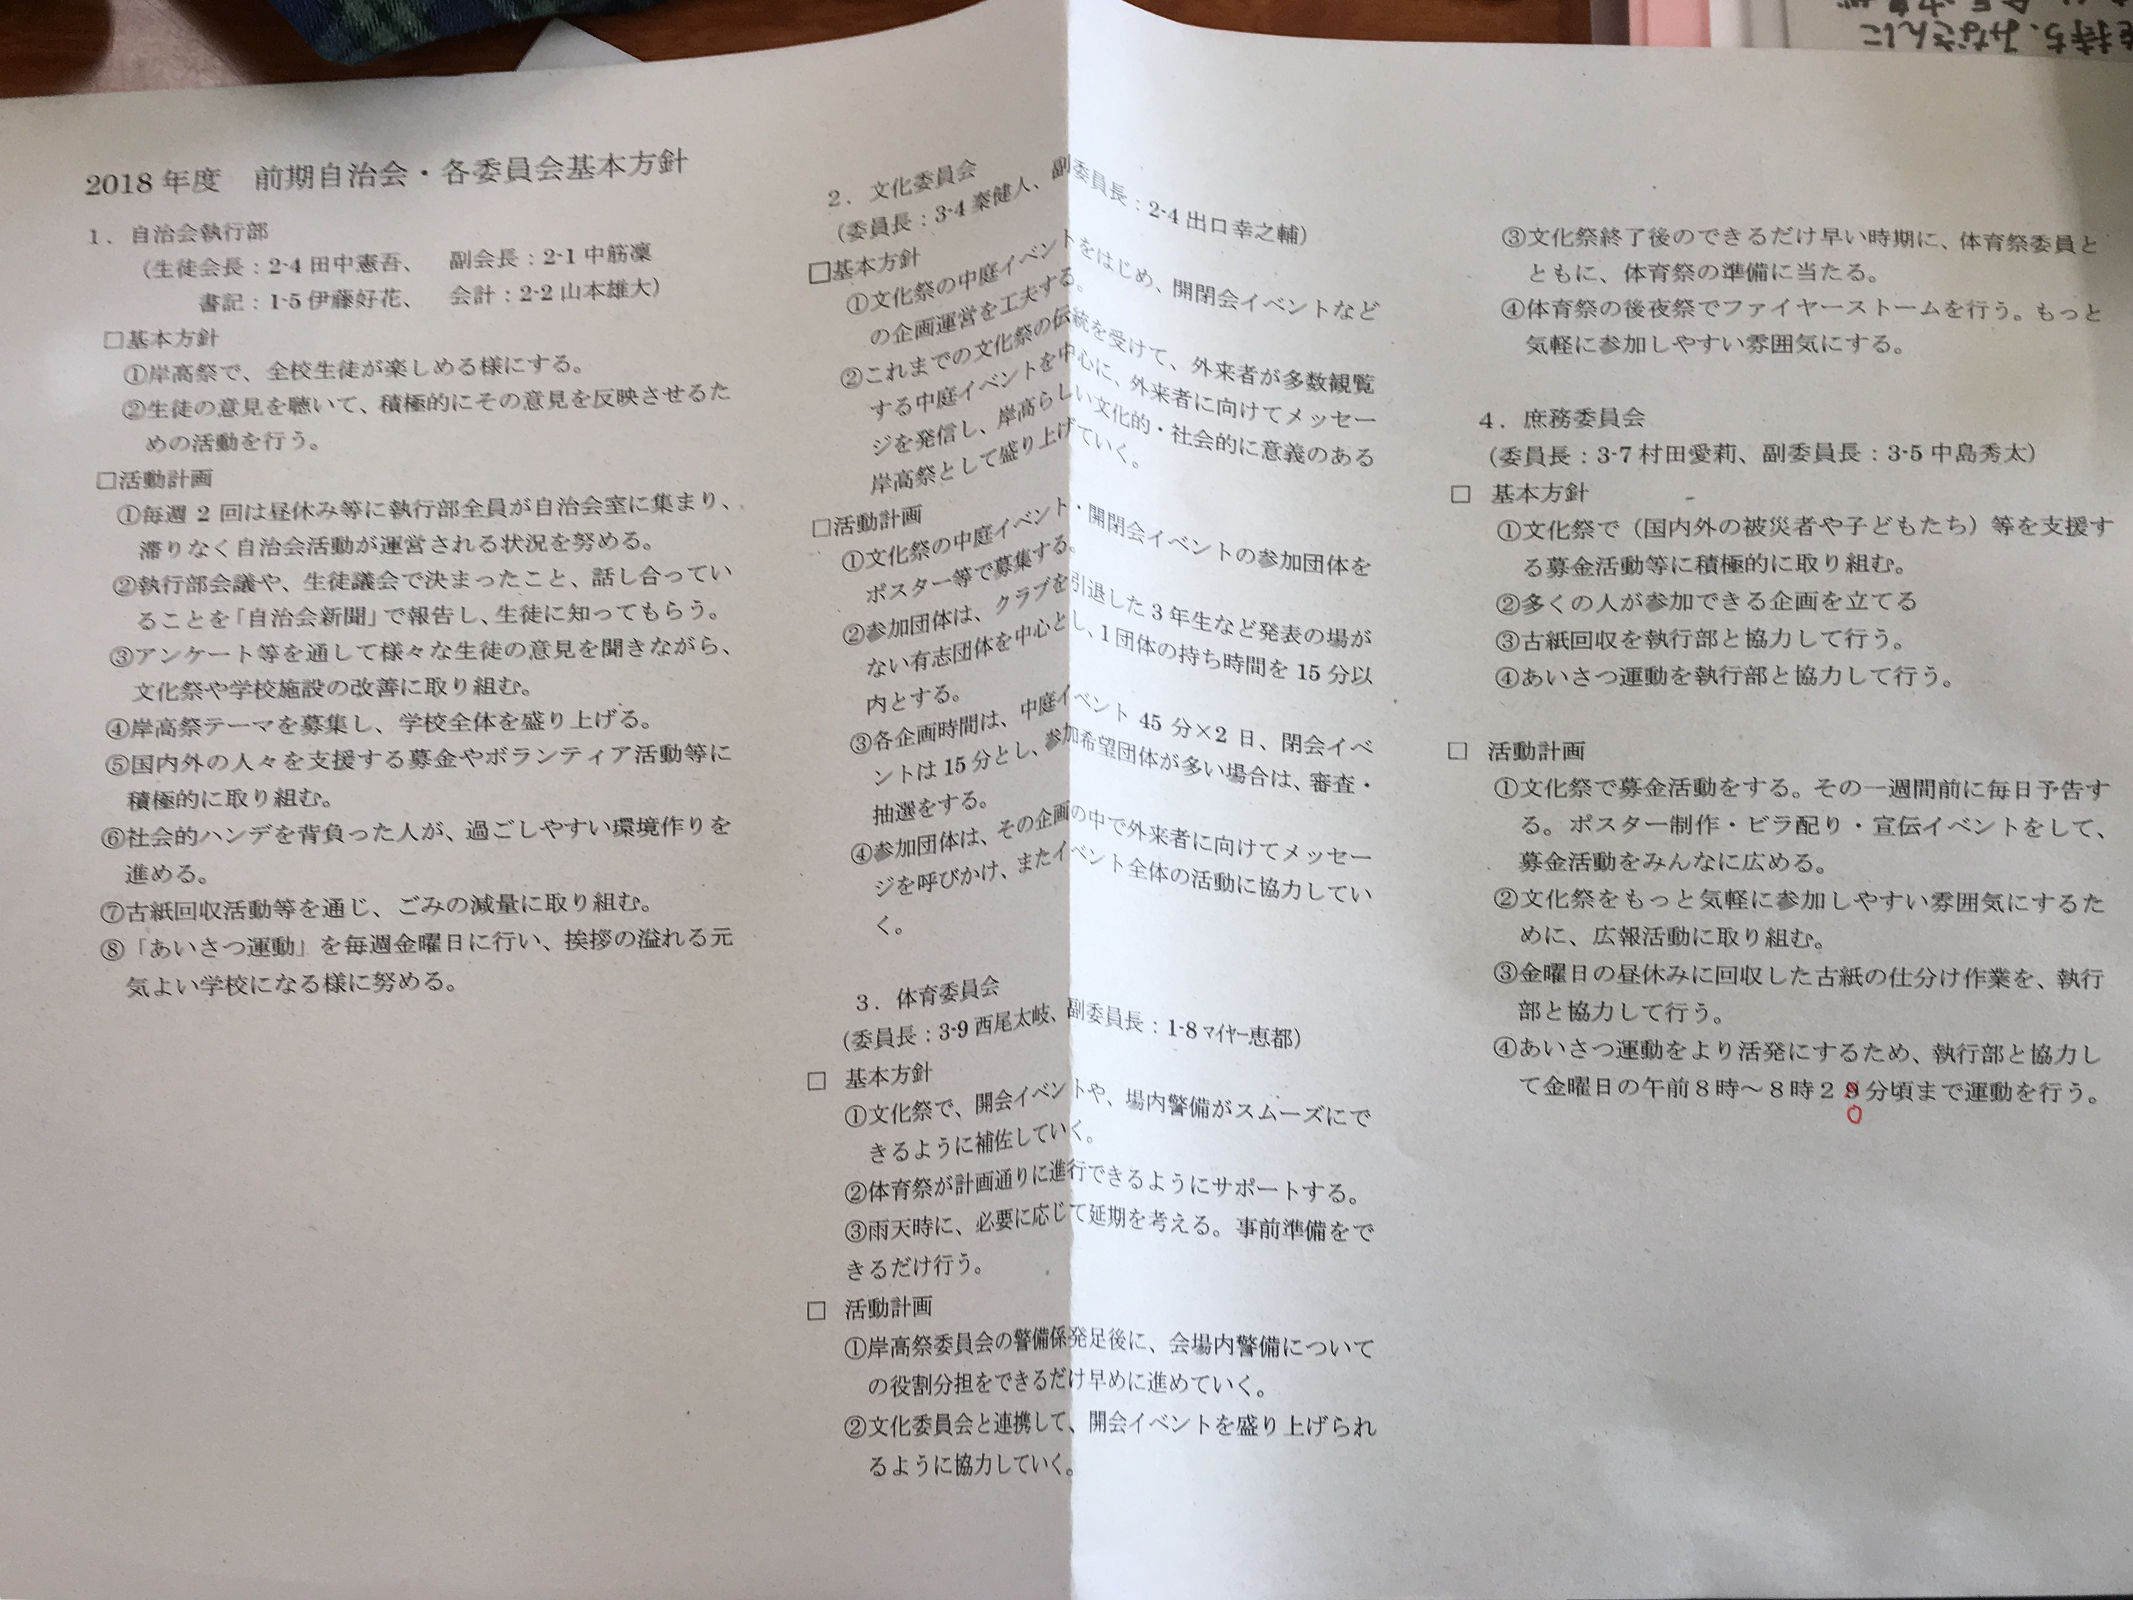 2018年度　前期自治会・各委員会基本方針
1．自治会執行部
（生徒会長：2-4 田中憲吾、　副会長：2-1 中筋凜
書記：1-5 伊藤好花、　会計：2-2 山本雄大）
□基本方針
①岸高祭で、全校生徒が楽しめる様にする。
②生徒の意見を聴いて、積極的にその意見を反映させるた
めの活動を行う。
□活動計画
①毎週 2 回は昼休み等に執行部全員が自治会室に集まり、
滞りなく自治会活動が運営される状況を努める。
②執行部会議や、生徒議会で決まったこと、話し合ってい
ることを「自治会新聞」で報告し、生徒に知ってもらう。
③アンケート等を通して様々な生徒の意見を聞きながら、
文化祭や学校施設の改善に取り組む。
④岸高祭テーマを募集し、学校全体を盛り上げる。
⑤国内外の人々を支援する募金やボランティア活動等に
積極的に取り組む。
⑥社会的ハンデを背負った人が、過ごしやすい環境作りを
進める。
⑦古紙回収活動等を通じ、ごみの減量に取り組む。
⑧「あいさつ運動」を毎週金曜日に行い、挨拶の溢れる元
気よい学校になる様に努める。
2．文化委員会
（委員長：3-4 健人、副委員長：2-4 出口幸之輔）
□基本方針
①文化祭の中庭イベントをはじめ、開閉会イベントなど
の企画運営を工夫する。
②これまでの文化祭の伝統を受けて、外来者が多数観覧
する中庭イベントを中心に、外来者に向けてメッセー
ジを発信し、岸高らしい文化的・社会的に意義のある
岸高祭として盛り上げていく。
□活動計画
①文化祭の中庭イベント・開閉会イベントの参加団体を
ポスター等で募集する。
②参加団体は、クラブを引退した 3 年生など発表の場が
ない有志団体を中心とし、1 団体の持ち時間を 15 分以
内とする。
③各企画時間は、中庭イベント 45 分×2 日、閉会イベ
ントは 15 分とし、参加希望団体が多い場合は、審査・
抽選をする。
④参加団体は、その企画の中で外来者に向けてメッセー
ジを呼びかけ、またイベント全体の活動に協力してい
く。
3．体育委員会
（委員長：3-9 西尾太岐、副委員長：1-8 マイヤー恵都）
□ 基本方針
①文化祭で、開会イベントや、場内警備がスムーズにで
きるように補佐していく。
②体育祭が計画通りに進行できるようにサポートする。
③雨天時に、必要に応じて延期を考える。事前準備をで
きるだけ行う。
□ 活動計画
①岸高祭委員会の警備係発足後に、会場内警備について
の役割分担をできるだけ早めに進めていく。
②文化委員会と連携して、開会イベントを盛り上げられ
るように協力していく。
③文化祭終了後のできるだけ早い時期に、体育祭委員と
ともに、体育祭の準備に当たる。
④体育祭の後夜祭でファイヤーストームを行う。もっと
気軽に参加しやすい雰囲気にする。
4．庶務委員会
（委員長：3-7 村田愛莉、副委員長：3-5 中島秀太）
□ 基本方針
①文化祭で（国内外の被災者や子どもたち）等を支援す
る募金活動等に積極的に取り組む。
②多くの人が参加できる企画を立てる
③古紙回収を執行部と協力して行う。
④あいさつ運動を執行部と協力して行う。
□ 活動計画
①文化祭で募金活動をする。その一週間前に毎日予告す
る。ポスター制作・ビラ配り・宣伝イベントをして、
募金活動をみんなに広める。
②文化祭をもっと気軽に参加しやすい雰囲気にするた
めに、広報活動に取り組む。
③金曜日の昼休みに回収した古紙の仕分け作業を、執行
部と協力して行う。
④あいさつ運動をより活発にするため、執行部と協力し
て金曜日の午前８時～８時２分頃まで運動を行う。
0